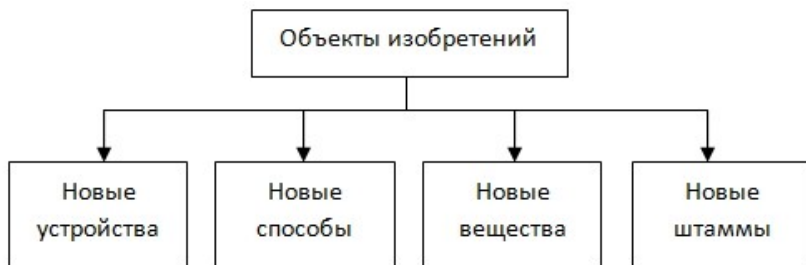 Объекты изобретений
Новые
устройства
Новые
способы
Новые
вещества
Новые
штаммы